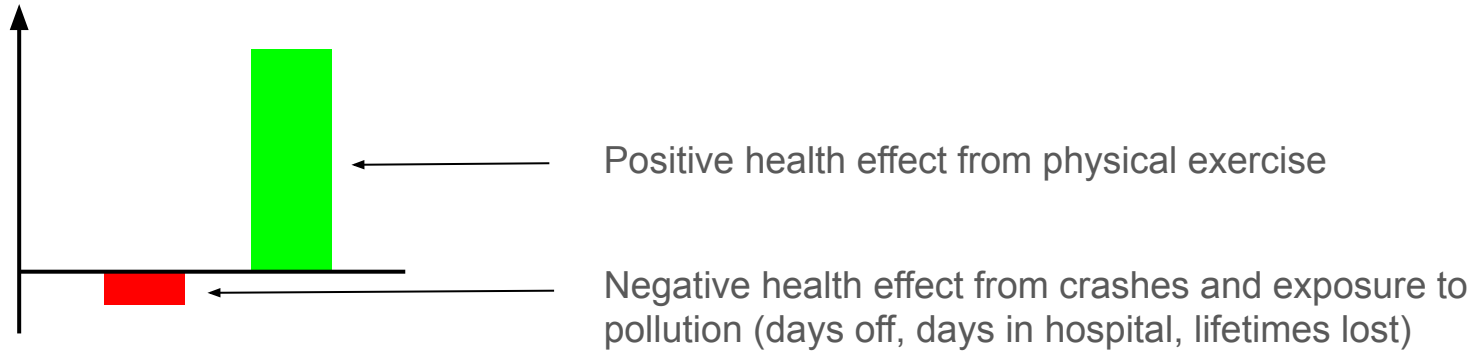 Positive health effect from physical exercise
Negative health effect from crashes and exposure to
pollution (days off, days in hospital, lifetimes lost)